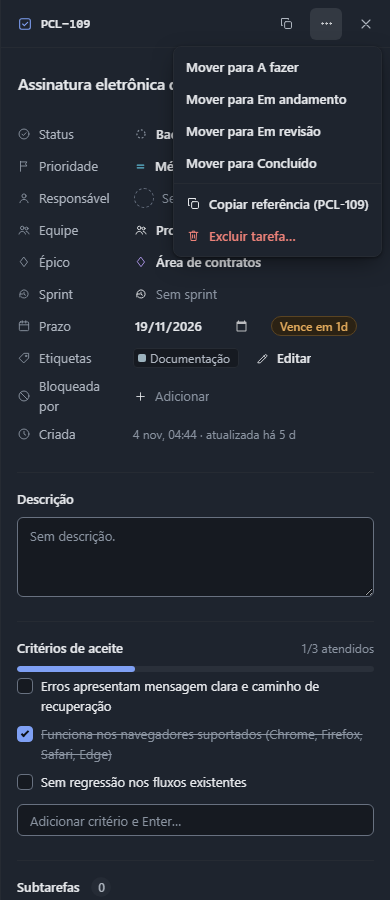 PCL-109
Mover para A fazer
Mover para Em andamento
Mover para Em revisão
Mover para Concluído
Copiar referência (PCL-109)
Excluir tarefa...
Assinatura eletrônica
Status
Prioridade
Responsável
Equipe
Épico Área de contratos
Sprint Sem sprint
Prazo 19/11/2026 Vence em 1d
Etiquetas Documentação Editar
Bloqueada
por
Adicionar
Criada 4 nov, 04:44 · atualizada há 5 d
Descrição
Sem descrição.
Critérios de aceite 1/3 atendidos
Erros apresentam mensagem clara e caminho de
recuperação
Funciona nos navegadores suportados (Chrome, Firefox,
Safari, Edge)
Sem regressão nos fluxos existentes
Adicionar critério e Enter...
Subtarefas 0